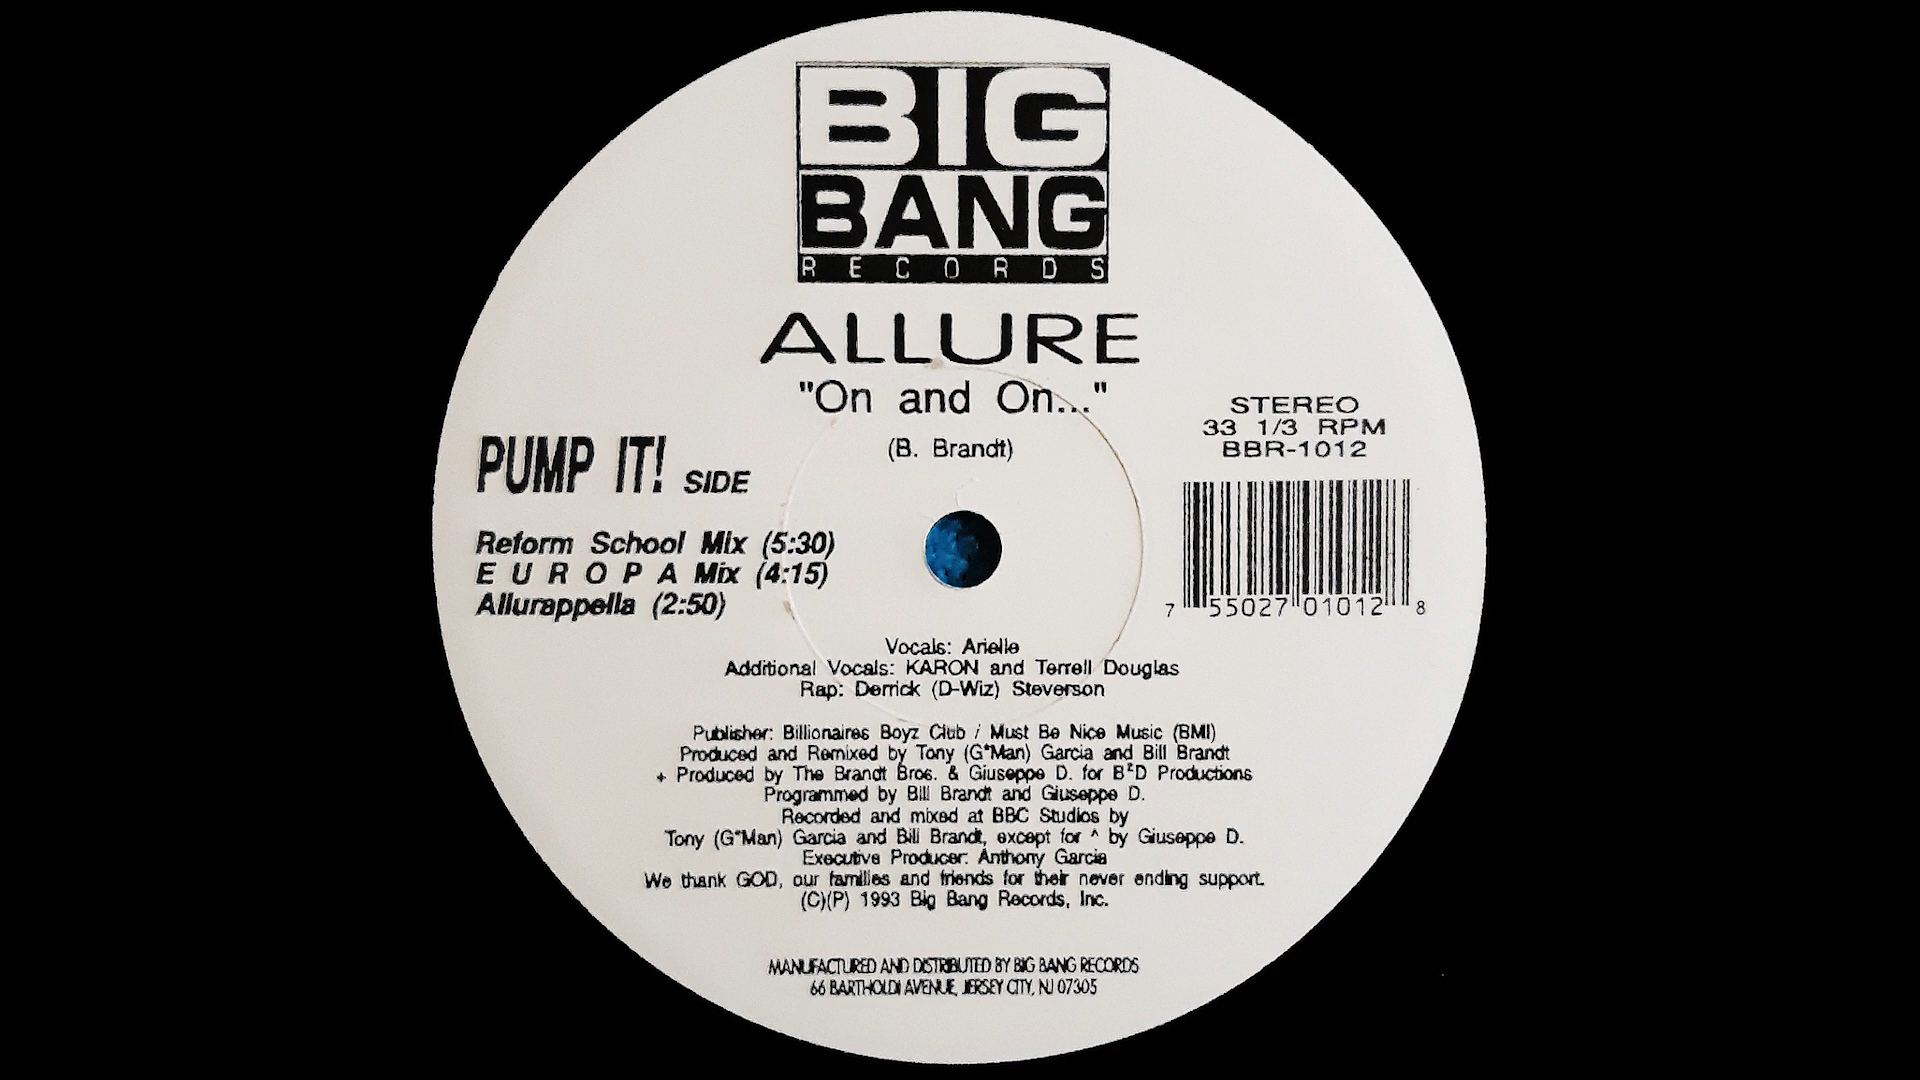 BIG
BANG
RECORDS
ALLURE
"On and On..."
(B. Brandt)
STEREO
33 1/3 RPM
BBR-1012
PUMP IT! SIDE
Reform School Mix (5:30)
E U R O P A Mix (4:15)
Allurappella (2:50)
7 55027 01012 8
Vocals: Arielle
Additional Vocals: KARON and Terrell Douglas
Rap: Derrick (D-Wiz) Steverson
Publisher: Billionaires Boyz Club / Must Be Nice Music (BMI)
Produced and Remixed by Tony (G*Man) Garcia and Bill Brandt
+ Produced by The Brandt Bros. & Giuseppe D. for B²D Productions
Programmed by Bill Brandt and Giuseppe D.
Recorded and mixed at BBC Studios by
Tony (G*Man) Garcia and Bill Brandt, except for ^ by Giuseppe D.
Executive Producer: Anthony Garcia
We thank GOD, our families and friends for their never ending support.
(C)(P) 1993 Big Bang Records, Inc.
MANUFACTURED AND DISTRIBUTED BY BIG BANG RECORDS
66 BARTHOLDI AVENUE, JERSEY CITY, NJ 07305